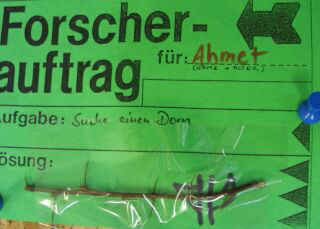 Forscher-
auftrag
für: Ahmet
Aufgabe: Suche einen Dorn
Lösung: